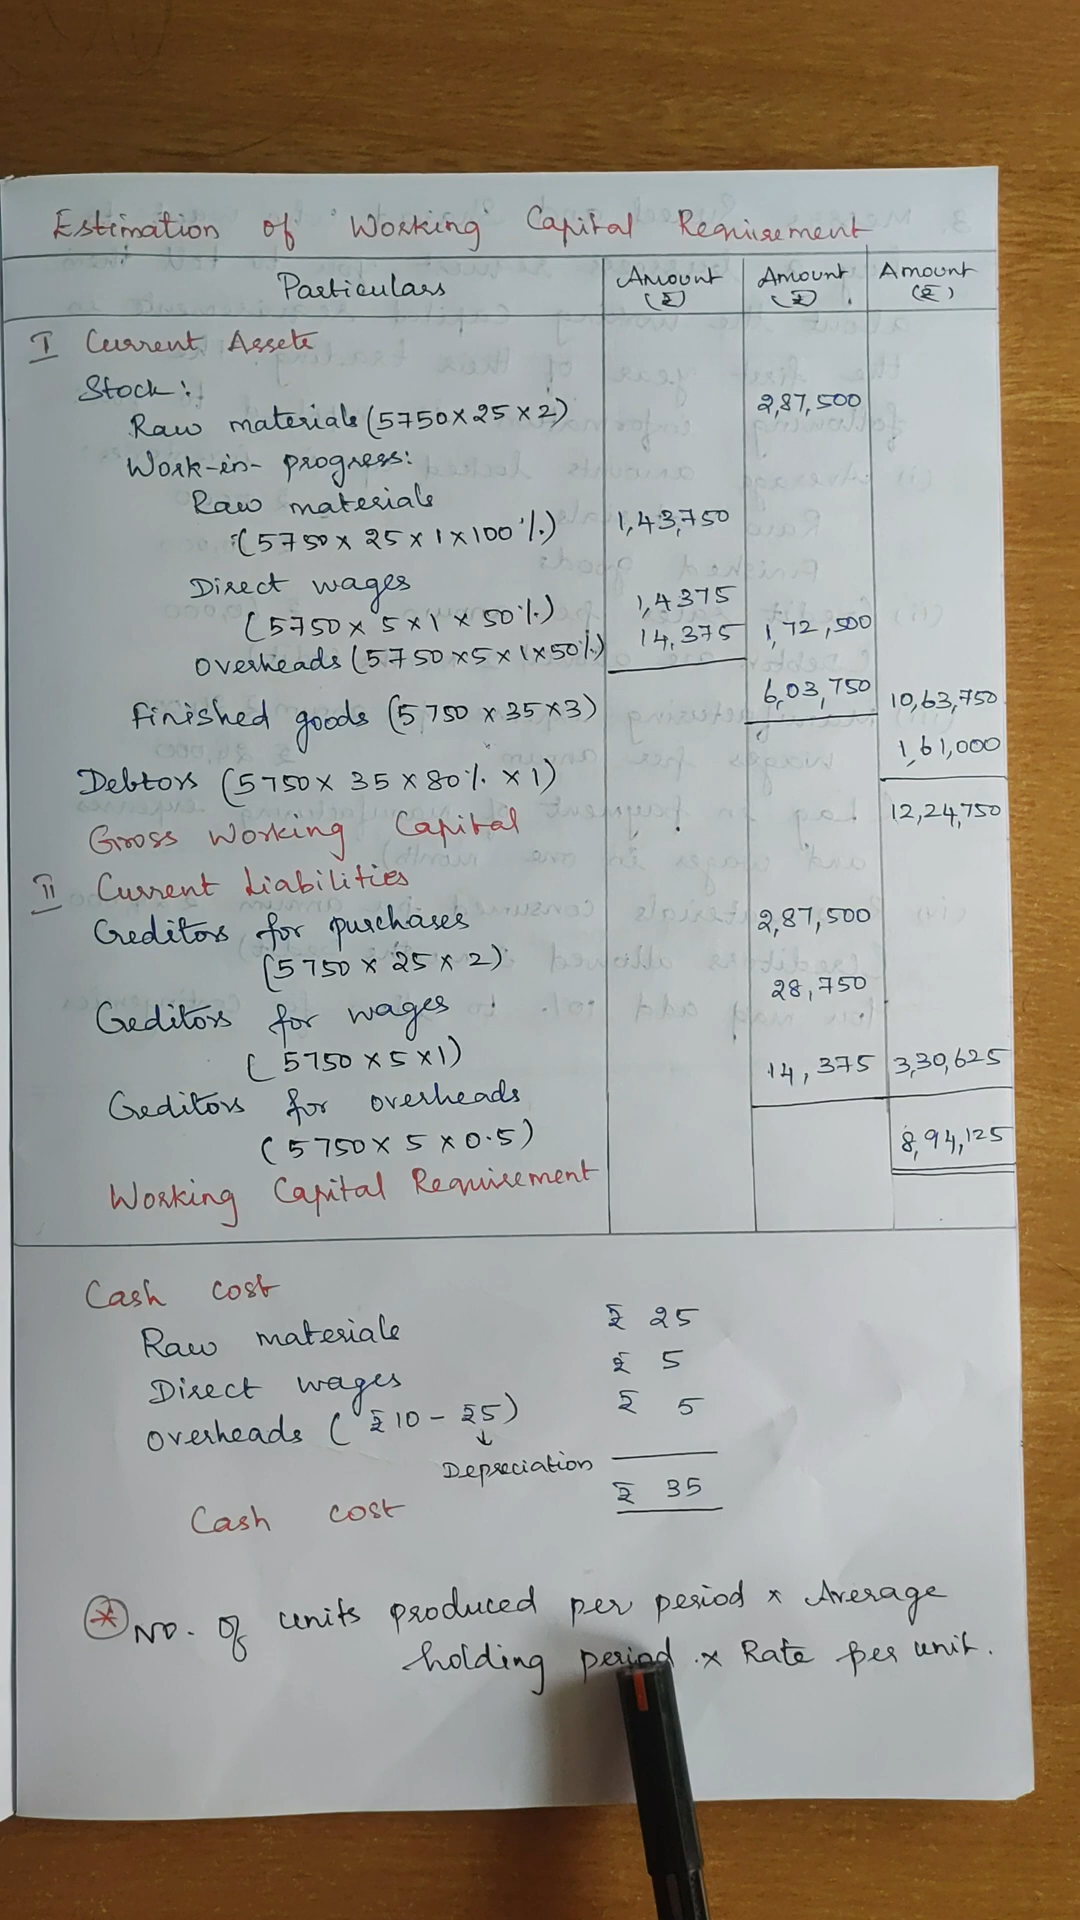 Estimation of Working Capital Requirement
Particulars Amount (₹) Amount (₹) Amount (₹)
I Current Assets
Stock:
Raw materials (5750 x 25 x 2) 2,87,500
Work-in-progress:
Raw materials
(5750 x 25 x 1 x 100%) 1,43,750
Direct wages
(5750 x 5 x 1 x 50%) 1,4375
overheads (5750 x 5 x 1 x 50%) 14,375 1,72,500
Finished goods (5750 x 35 x 3) 6,03,750 10,63,750
Debtors (5750 x 35 x 80% x 1) 1,61,000
Gross Working Capital 12,24,750
II Current Liabilities
Creditors for purchases 2,87,500
(5750 x 25 x 2)
Creditors for wages 28,750
(5750 x 5 x 1)
Creditors for overheads 14,375 3,30,625
(5750 x 5 x 0.5)
Working Capital Requirement 8,94,125
Cash cost
Raw materials ₹ 25
Direct wages ₹ 5
overheads (₹10 - ₹5) ₹ 5
↓
Depreciation
Cash cost ₹ 35
* No. of units produced per period x Average
holding period x Rate per unit.